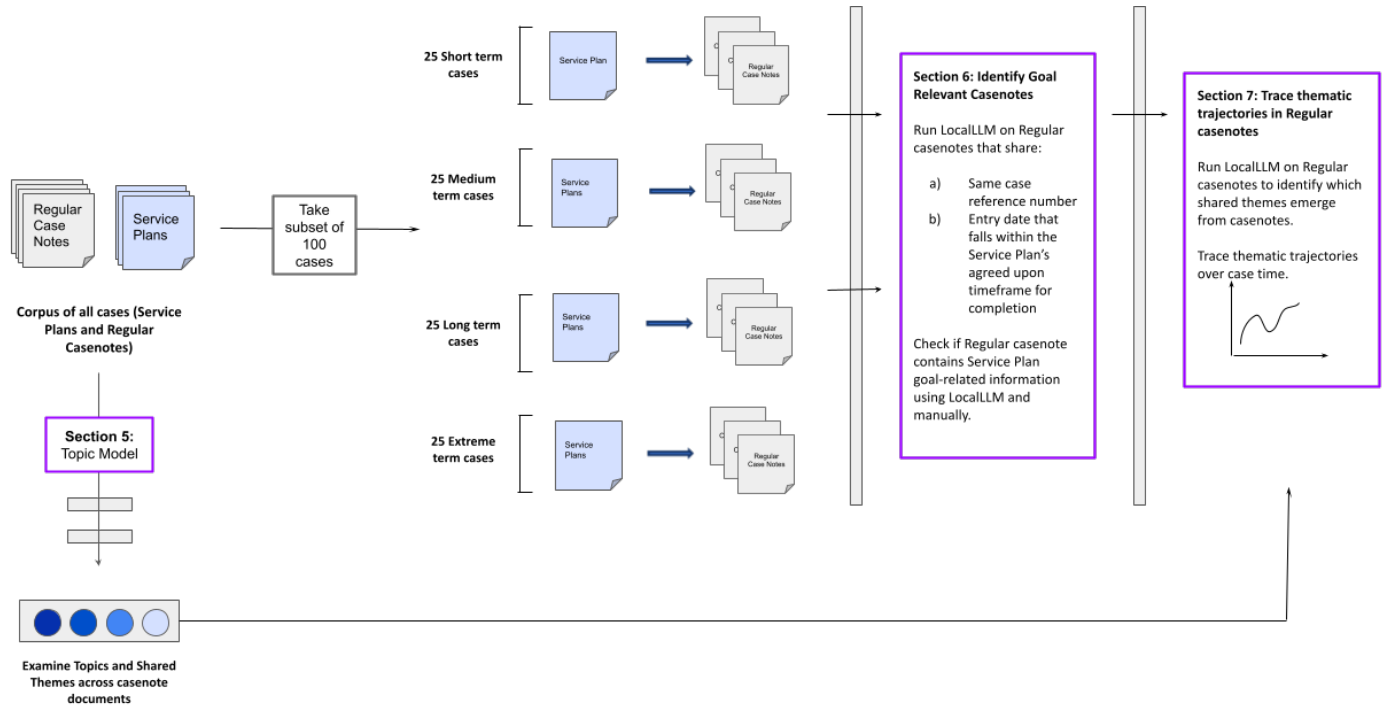 Regular
Case
Notes
Service
Plans
Corpus of all cases (Service
Plans and Regular
Casenotes)
Section 5:
Topic Model
Examine Topics and Shared
Themes across casenote
documents
Take
subset of
100
cases
25 Short term
cases
Service Plan
C
C
Regular
Case Notes
25 Medium
term cases
Service
Plans
C
C
Regular
Case Notes
25 Long term
cases
Service
Plans
C
C
Regular
Case Notes
25 Extreme
term cases
Service
Plans
C
C
Regular
Case Notes
Section 6: Identify Goal
Relevant Casenotes
Run LocalLLM on Regular
casenotes that share:
a) Same case
reference number
b) Entry date that
falls within the
Service Plan's
agreed upon
timeframe for
completion
Check if Regular casenote
contains Service Plan
goal-related information
using LocalLLM and
manually.
Section 7: Trace thematic
trajectories in Regular
casenotes
Run LocalLLM on Regular
casenotes to identify which
shared themes emerge
from casenotes.
Trace thematic trajectories
over case time.